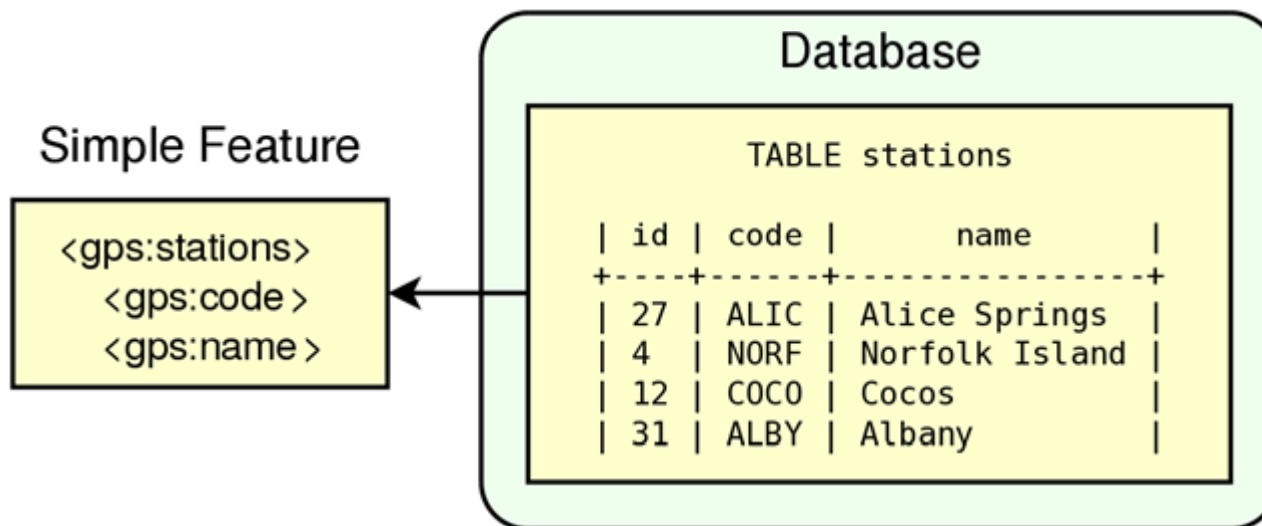 Database
Simple Feature
<gps:stations>
<gps:code>
<gps:name>
TABLE stations
| id | code |       name       |
+----+------+----------------+
| 27 | ALIC | Alice Springs  |
| 4  | NORF | Norfolk Island |
| 12 | COCO | Cocos          |
| 31 | ALBY | Albany         |